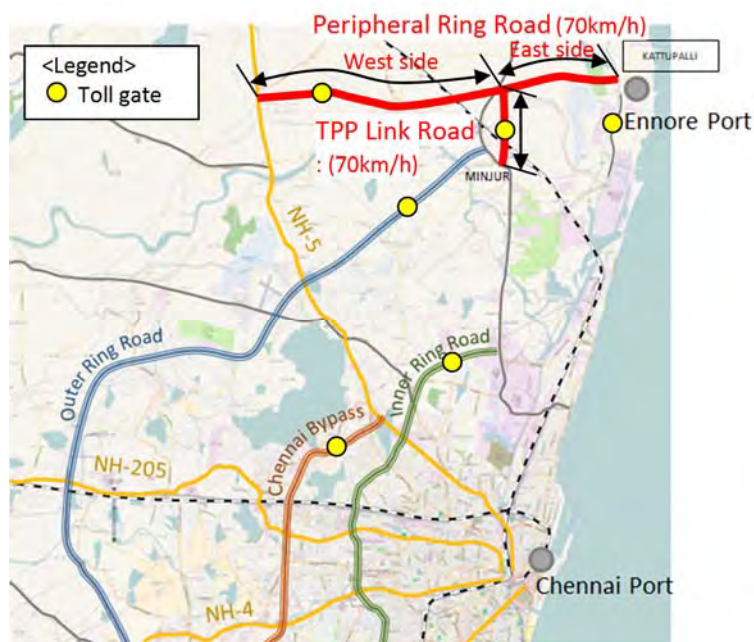 Peripheral Ring Road (70km/h)
West side
East side
KATTUPALLI
<Legend>
Toll gate
Ennore Port
TPP Link Road
: (70km/h)
MINJUR
NH-5
Outer Ring Road
Inner Ring Road
Chennai Bypass
NH-205
Chennai Port
NH-4